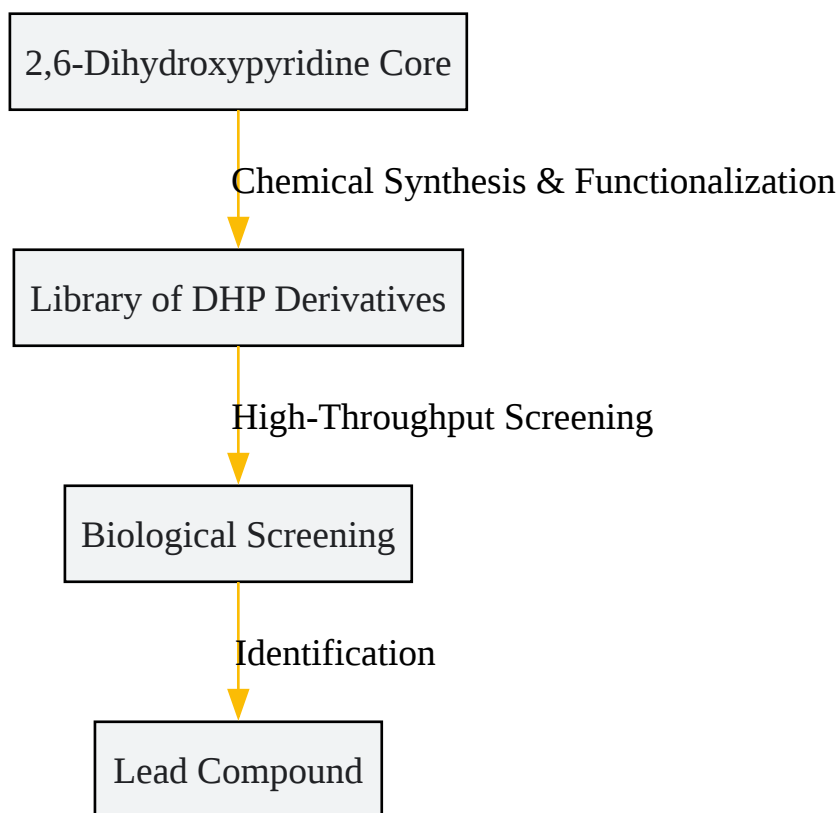 2,6-Dihydroxypyridine Core
Chemical Synthesis & Functionalization
Library of DHP Derivatives
High-Throughput Screening
Biological Screening
Identification
Lead Compound